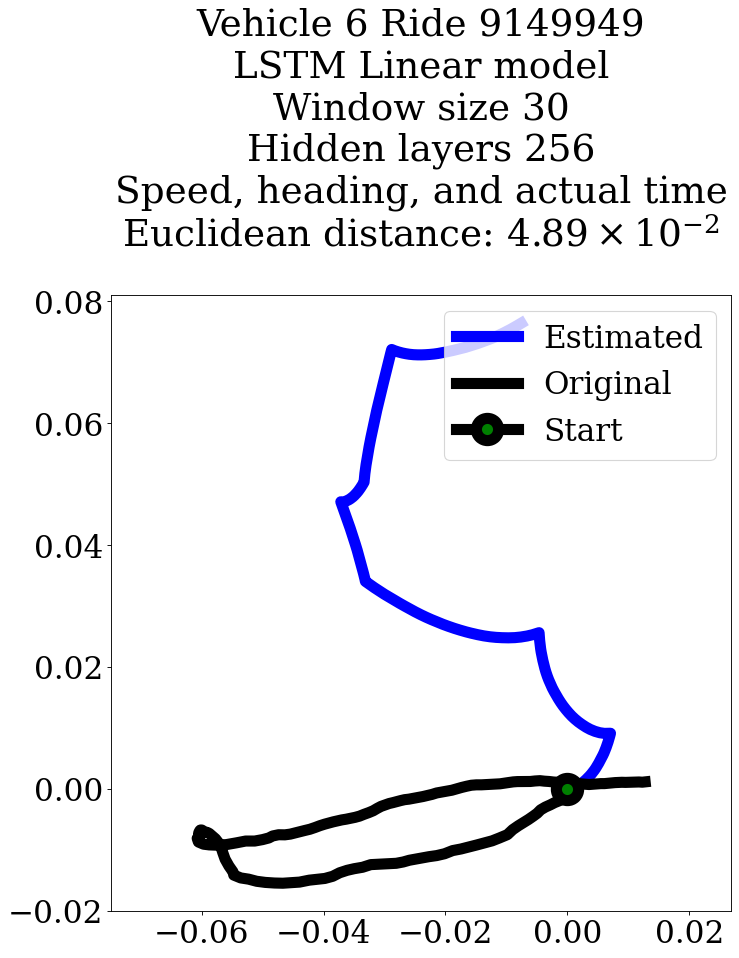 Vehicle 6 Ride 9149949
LSTM Linear model
Window size 30
Hidden layers 256
Speed, heading, and actual time
Euclidean distance: 4.89 × 10⁻²
0.08
0.06
0.04
0.02
0.00
−0.02
Estimated
Original
Start
−0.06 −0.04 −0.02 0.00 0.02